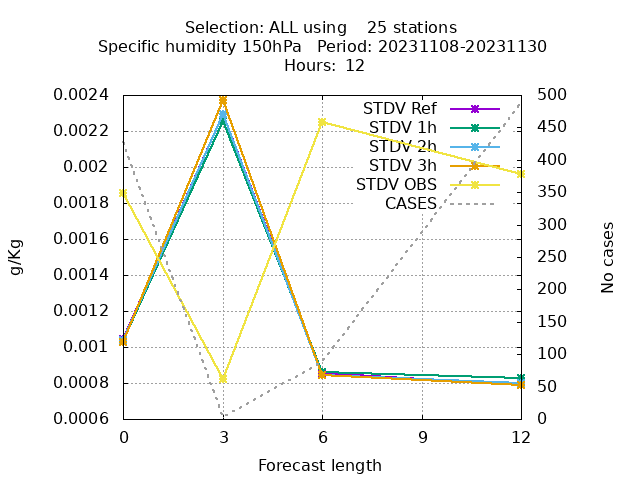 Selection: ALL using    25 stations
Specific humidity 150hPa   Period: 20231108-20231130
Hours: 12
STDV Ref
STDV 1h
STDV 2h
STDV 3h
STDV OBS
CASES
g/Kg
0.0024
0.0022
0.002
0.0018
0.0016
0.0014
0.0012
0.001
0.0008
0.0006
500
450
400
350
300
250
200
150
100
50
0
No cases
0 3 6 9 12
Forecast length